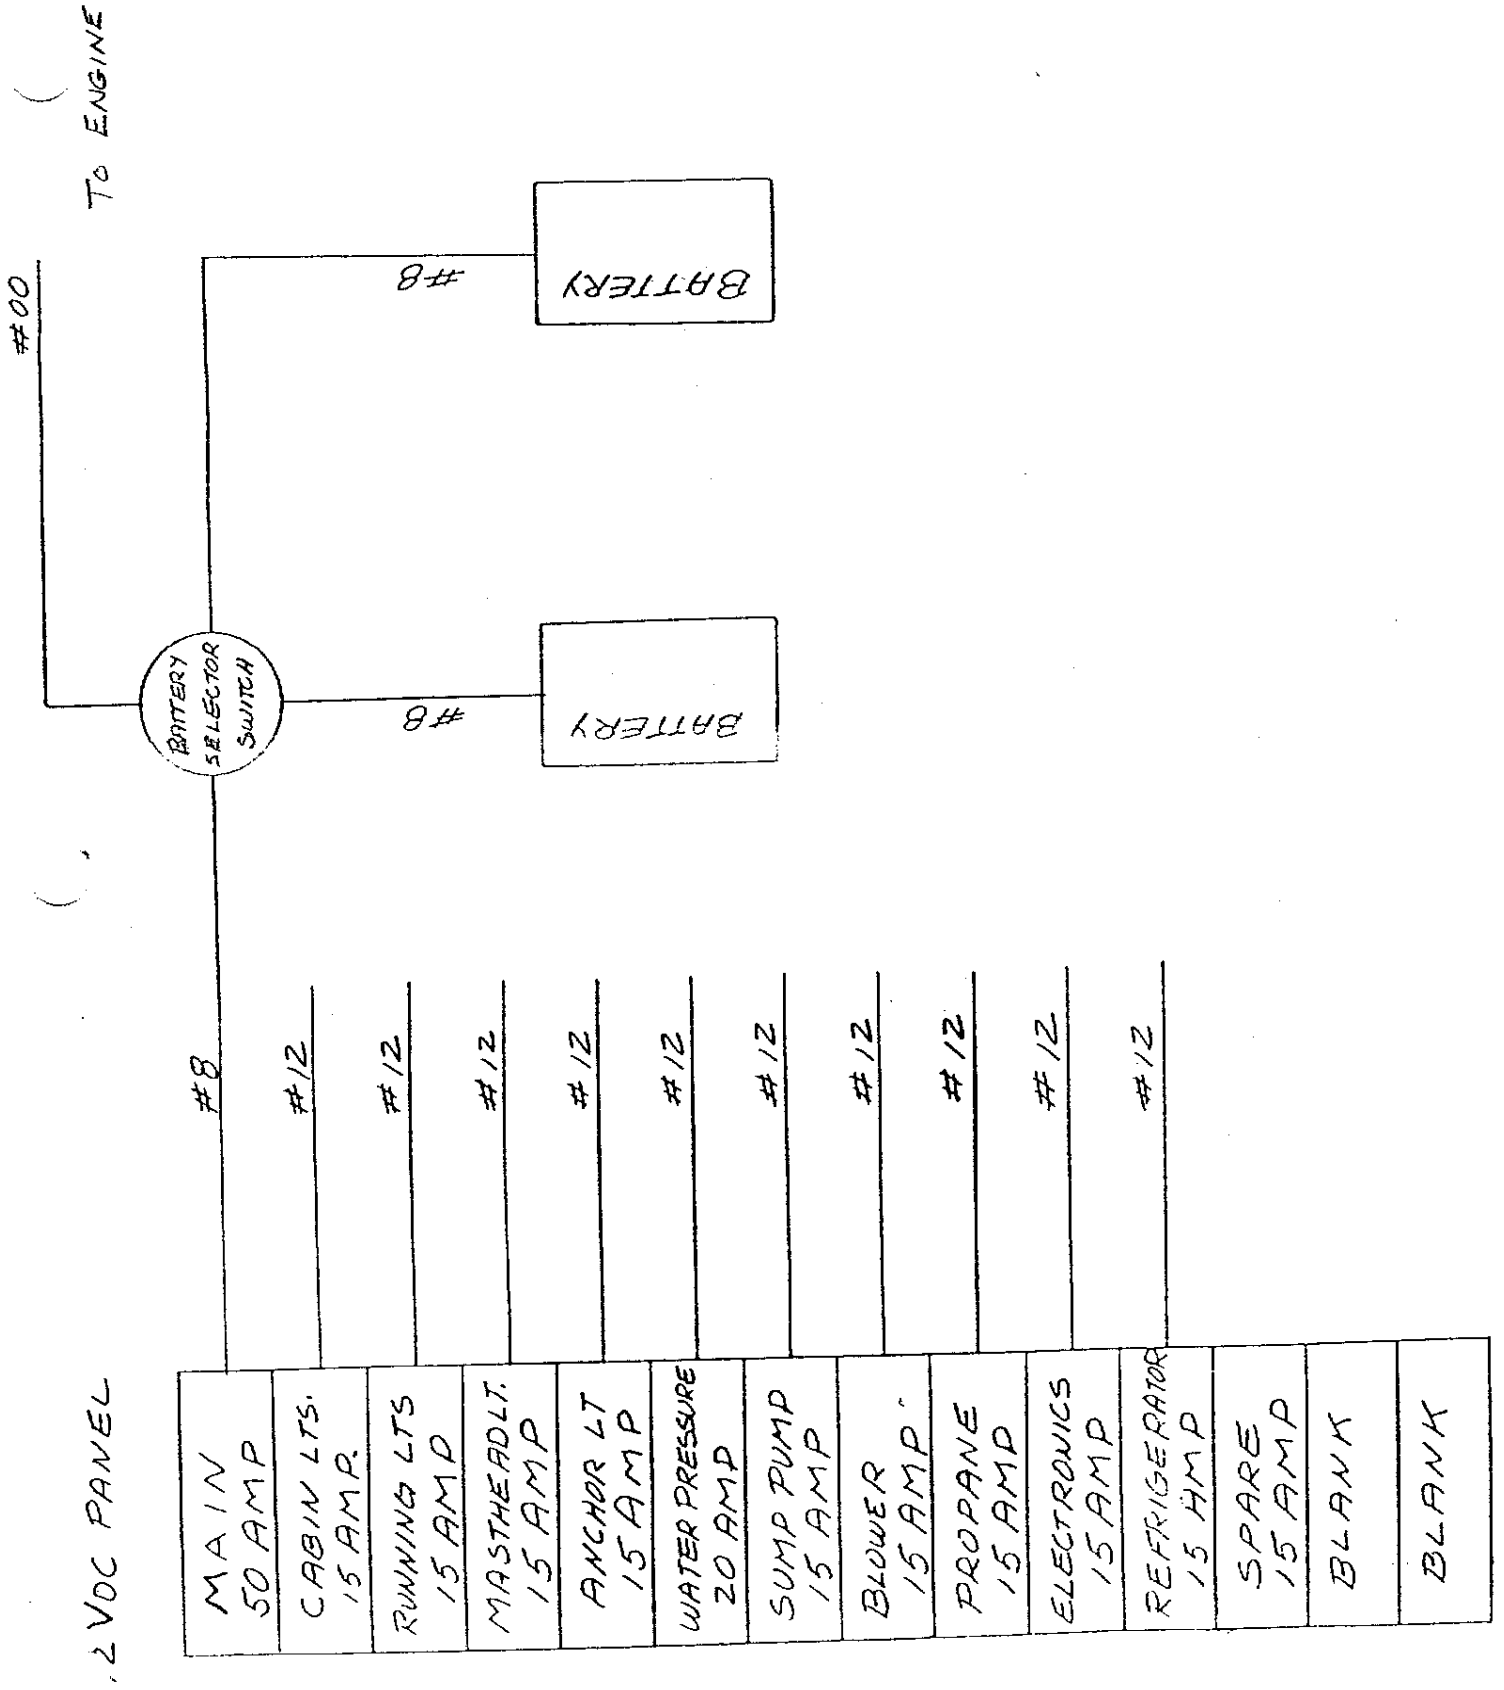 .2 VDC PANEL
MAIN
50 AMP
CABIN LTS.
15 AMP.
RUNNING LTS
15 AMP
MASTHEADLT.
15 AMP
ANCHOR LT
15 AMP
WATER PRESSURE
20 AMP
SUMP PUMP
15 AMP
BLOWER
15 AMP
PROPANE
15 AMP
ELECTRONICS
15 AMP
REFRIGERATOR
15 AMP
SPARE
15 AMP
BLANK
BLANK
#8
#12
#12
#12
#12
#12
#12
#12
#12
#12
#12
BATTERY
SELECTOR
SWITCH
#8
BATTERY
#8
BATTERY
#00
TO ENGINE